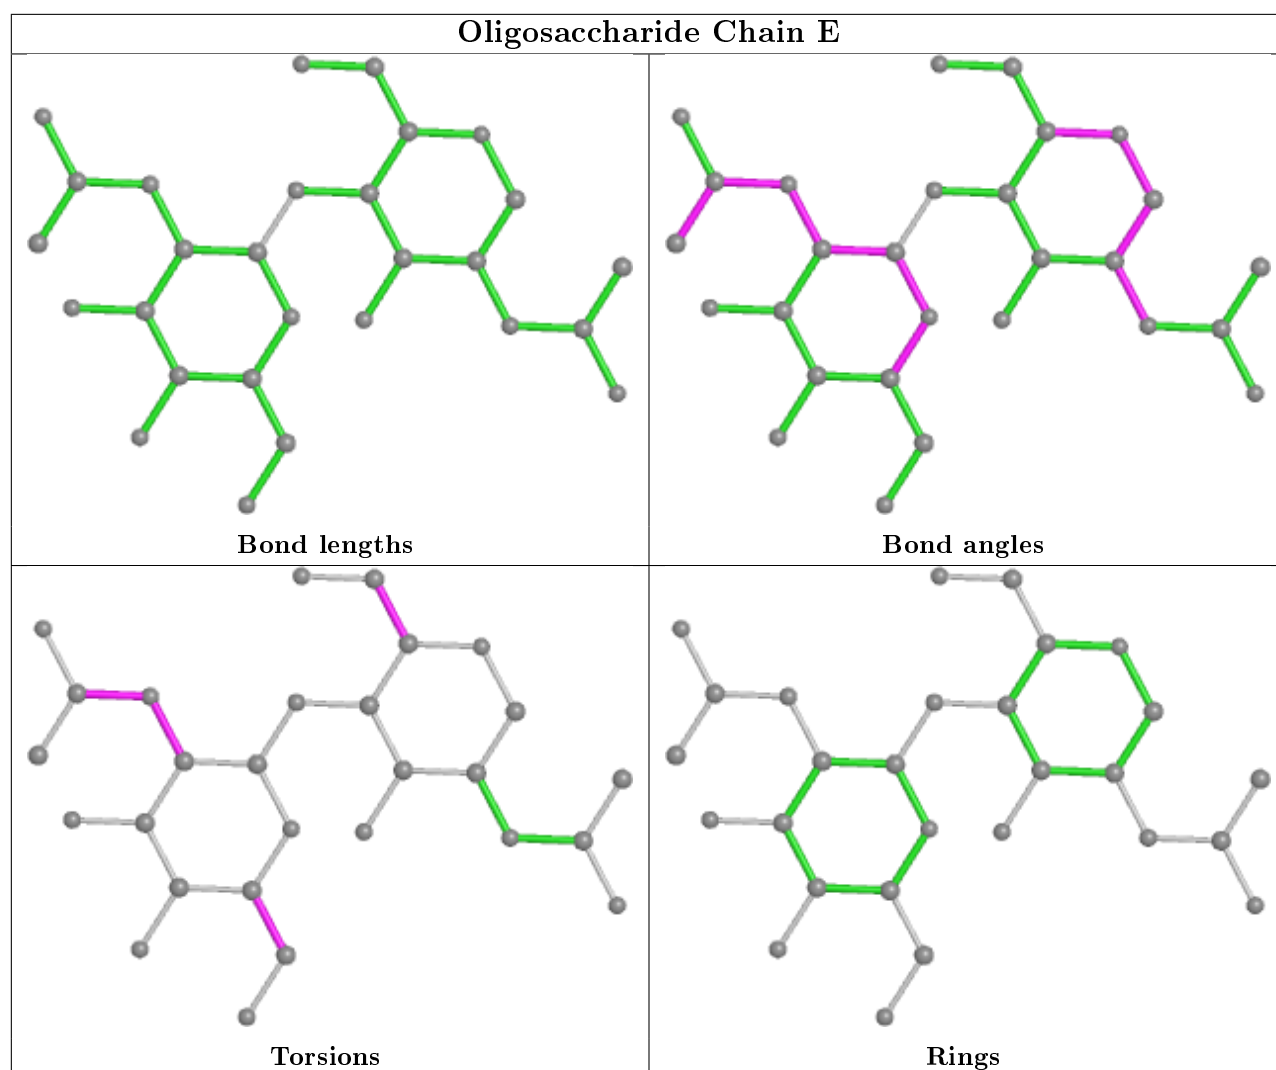 Oligosaccharide Chain E
Bond lengths
Bond angles
Torsions
Rings